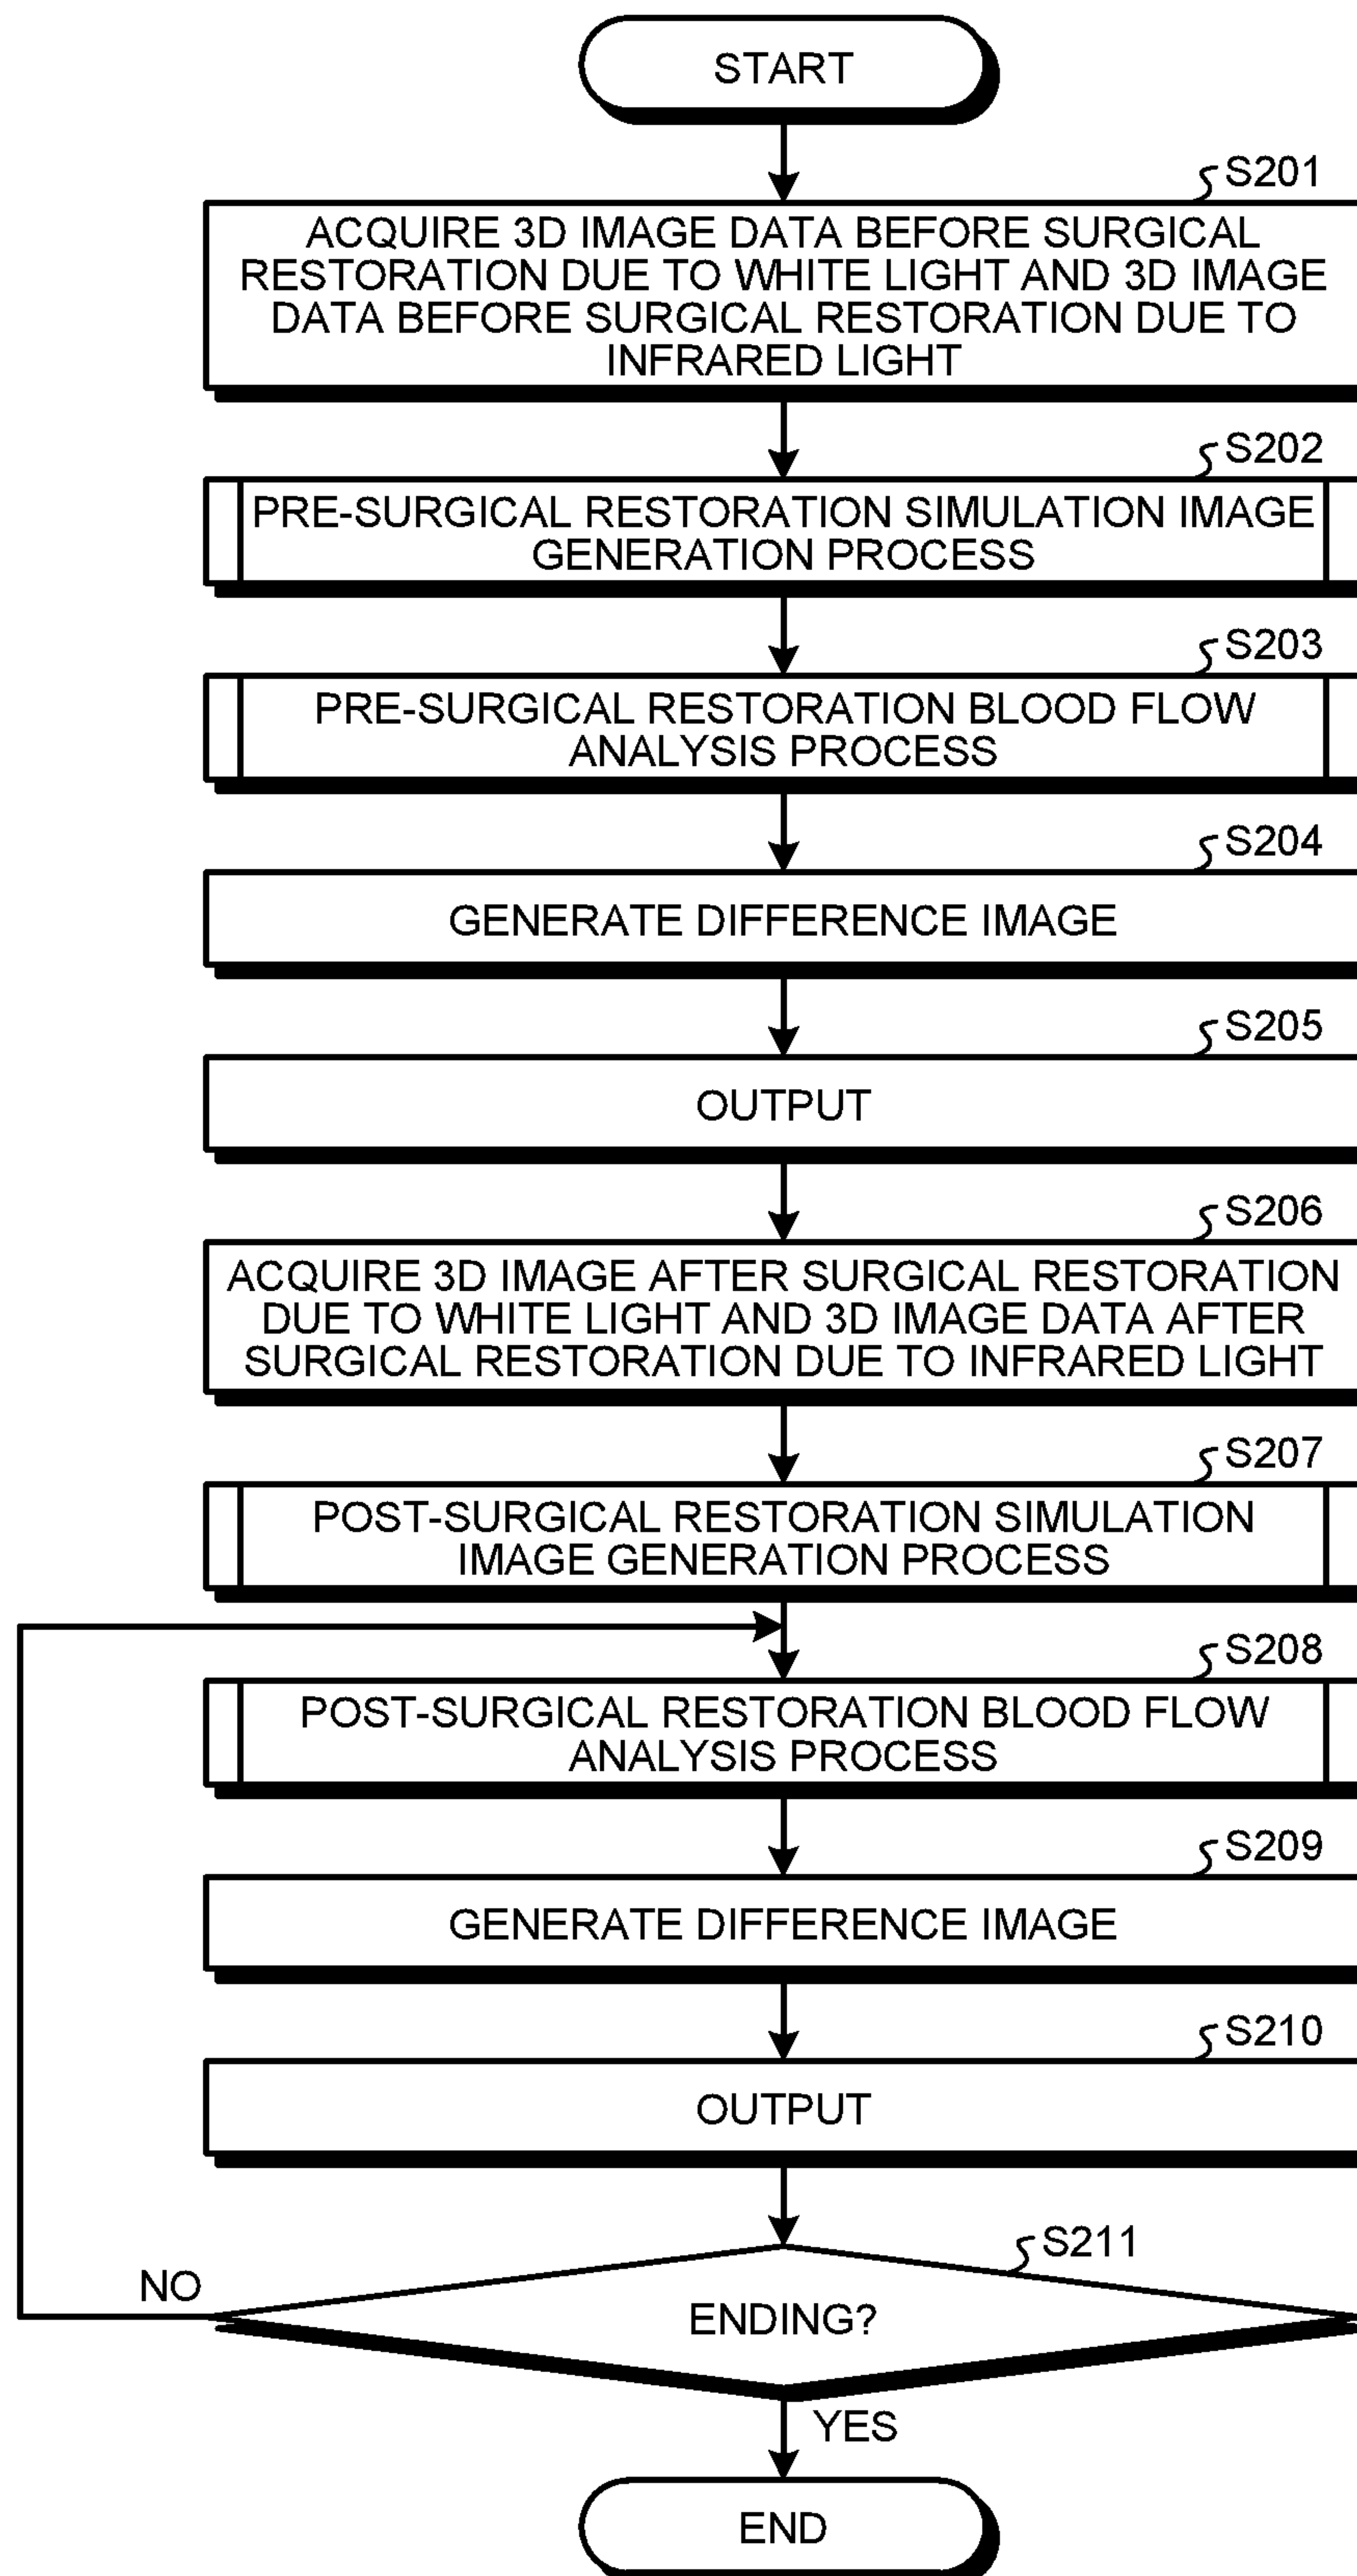 START
S201
ACQUIRE 3D IMAGE DATA BEFORE SURGICAL
RESTORATION DUE TO WHITE LIGHT AND 3D IMAGE
DATA BEFORE SURGICAL RESTORATION DUE TO
INFRARED LIGHT
S202
PRE-SURGICAL RESTORATION SIMULATION IMAGE
GENERATION PROCESS
S203
PRE-SURGICAL RESTORATION BLOOD FLOW
ANALYSIS PROCESS
S204
GENERATE DIFFERENCE IMAGE
S205
OUTPUT
S206
ACQUIRE 3D IMAGE AFTER SURGICAL RESTORATION
DUE TO WHITE LIGHT AND 3D IMAGE DATA AFTER
SURGICAL RESTORATION DUE TO INFRARED LIGHT
S207
POST-SURGICAL RESTORATION SIMULATION
IMAGE GENERATION PROCESS
S208
POST-SURGICAL RESTORATION BLOOD FLOW
ANALYSIS PROCESS
S209
GENERATE DIFFERENCE IMAGE
S210
OUTPUT
S211
NO
ENDING?
YES
END